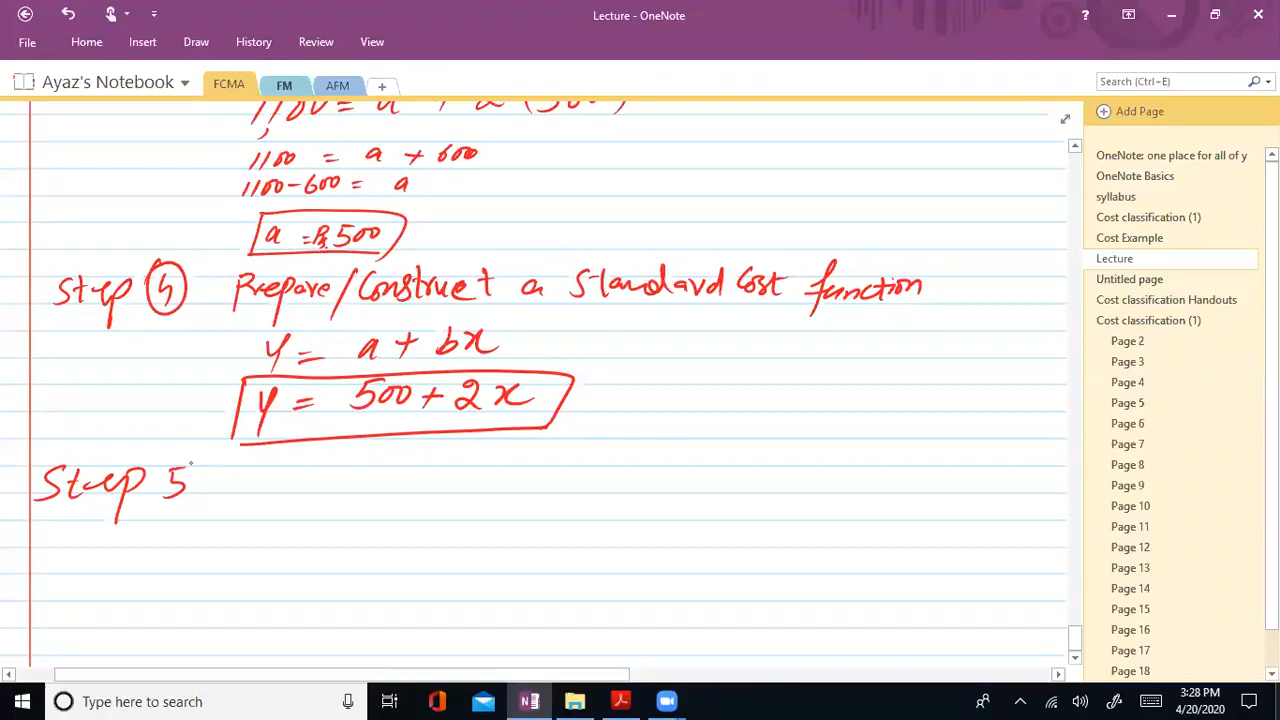 Lecture - OneNote
File Home Insert Draw History Review View
Ayaz's Notebook FCMA FM AFM +
Search (Ctrl+E)
Add Page
OneNote: one place for all of y
OneNote Basics
syllabus
Cost classification (1)
Cost Example
Lecture
Untitled page
Cost classification Handouts
Cost classification (1)
Page 2
Page 3
Page 4
Page 5
Page 6
Page 7
Page 8
Page 9
Page 10
Page 11
Page 12
Page 13
Page 14
Page 15
Page 16
Page 17
Page 18
1100 = a + 600
1100-600 = a
a = Rs 500
Step 4 Prepare/Construct a Standard Cost function
y = a + bx
y = 500 + 2x
Step 5
Type here to search
3:28 PM
4/20/2020